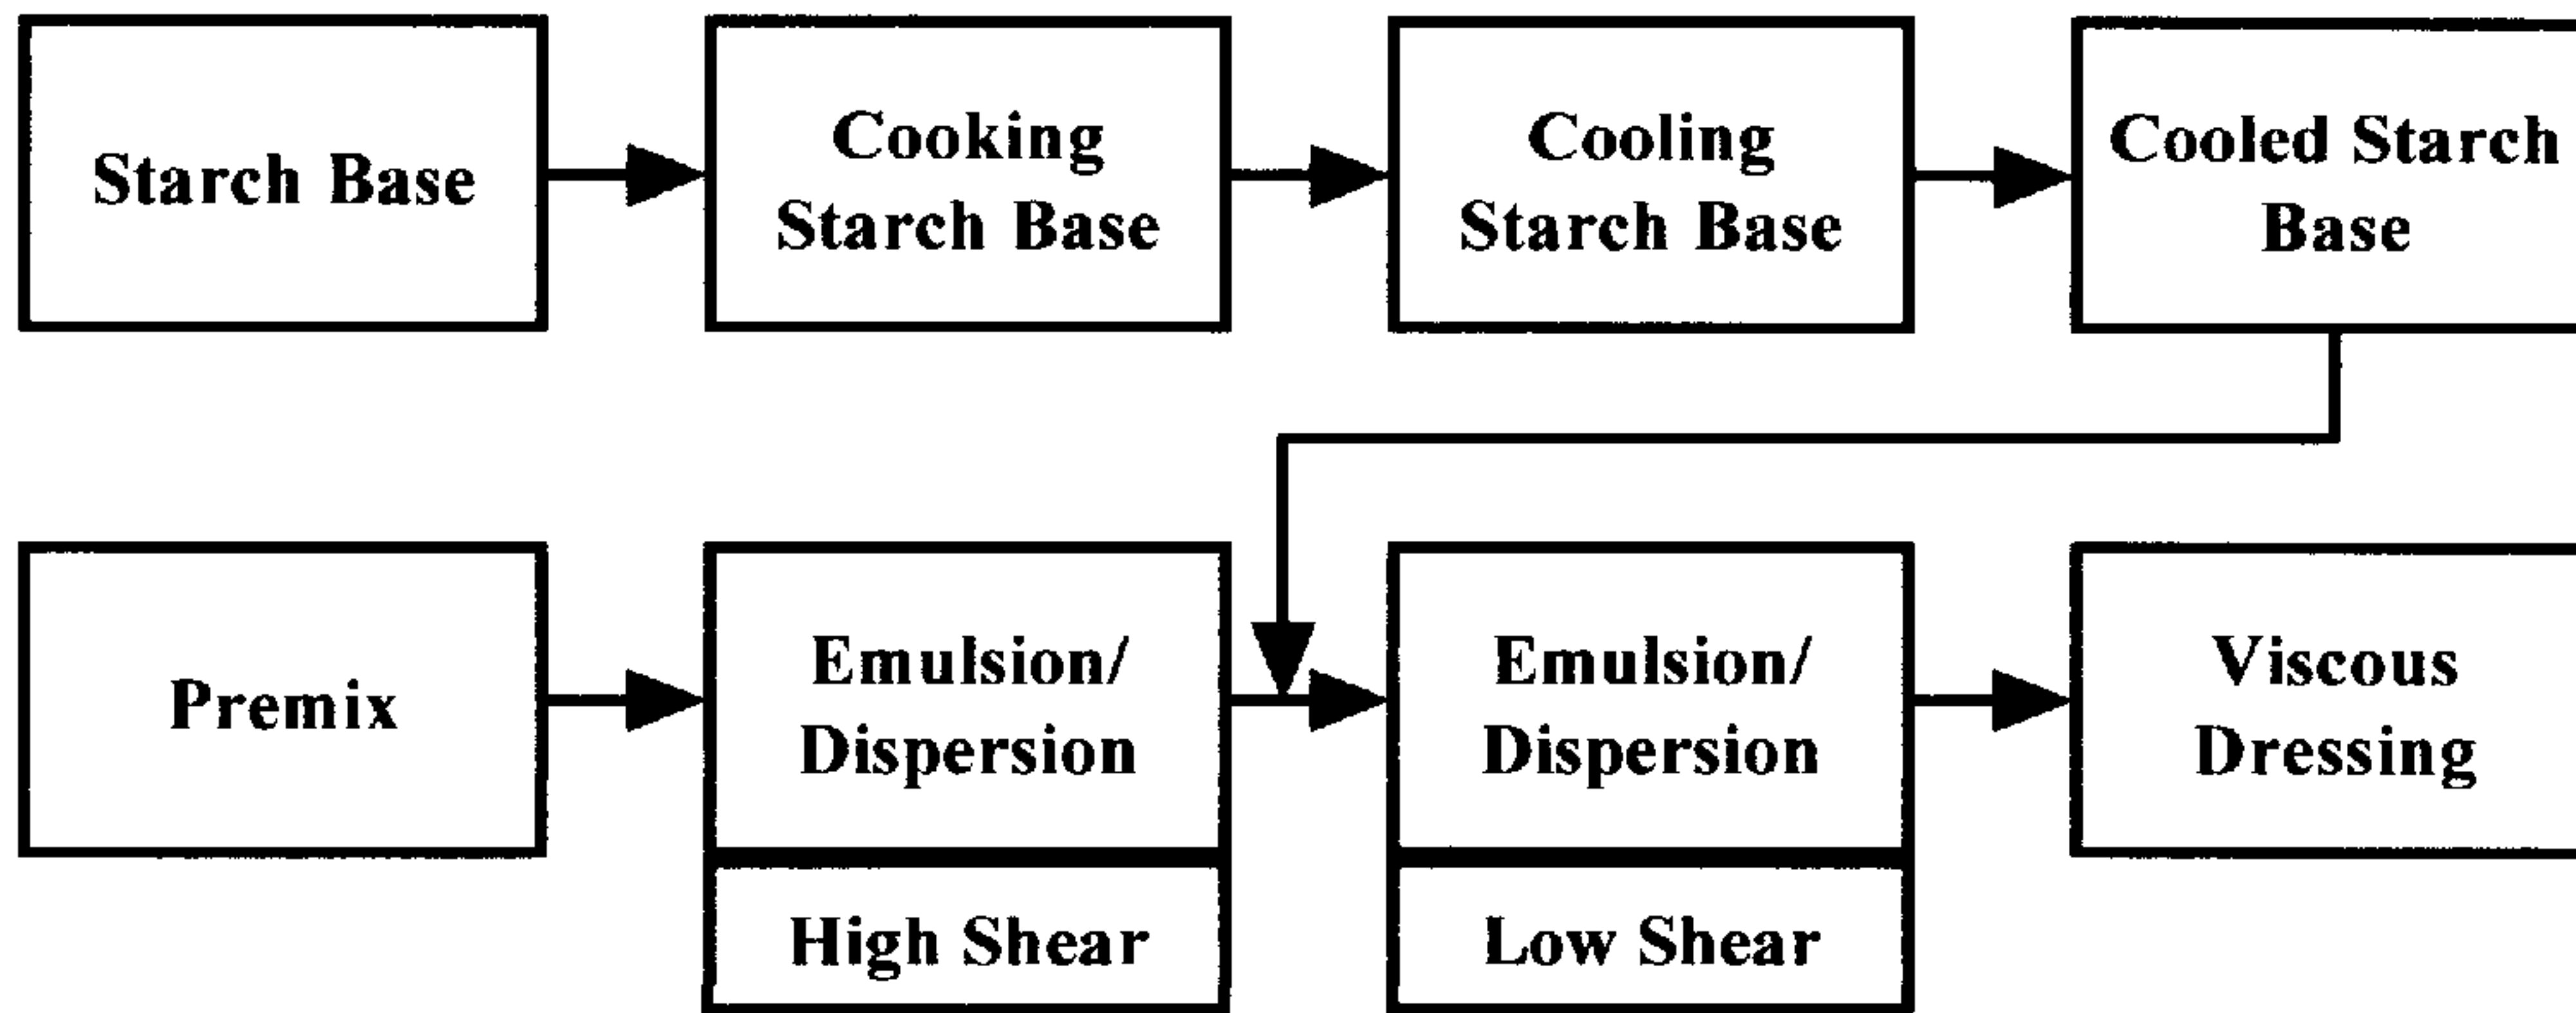 Starch Base
Cooking
Starch Base
Cooling
Starch Base
Cooled Starch
Base
Premix
Emulsion/
Dispersion
High Shear
Emulsion/
Dispersion
Low Shear
Viscous
Dressing